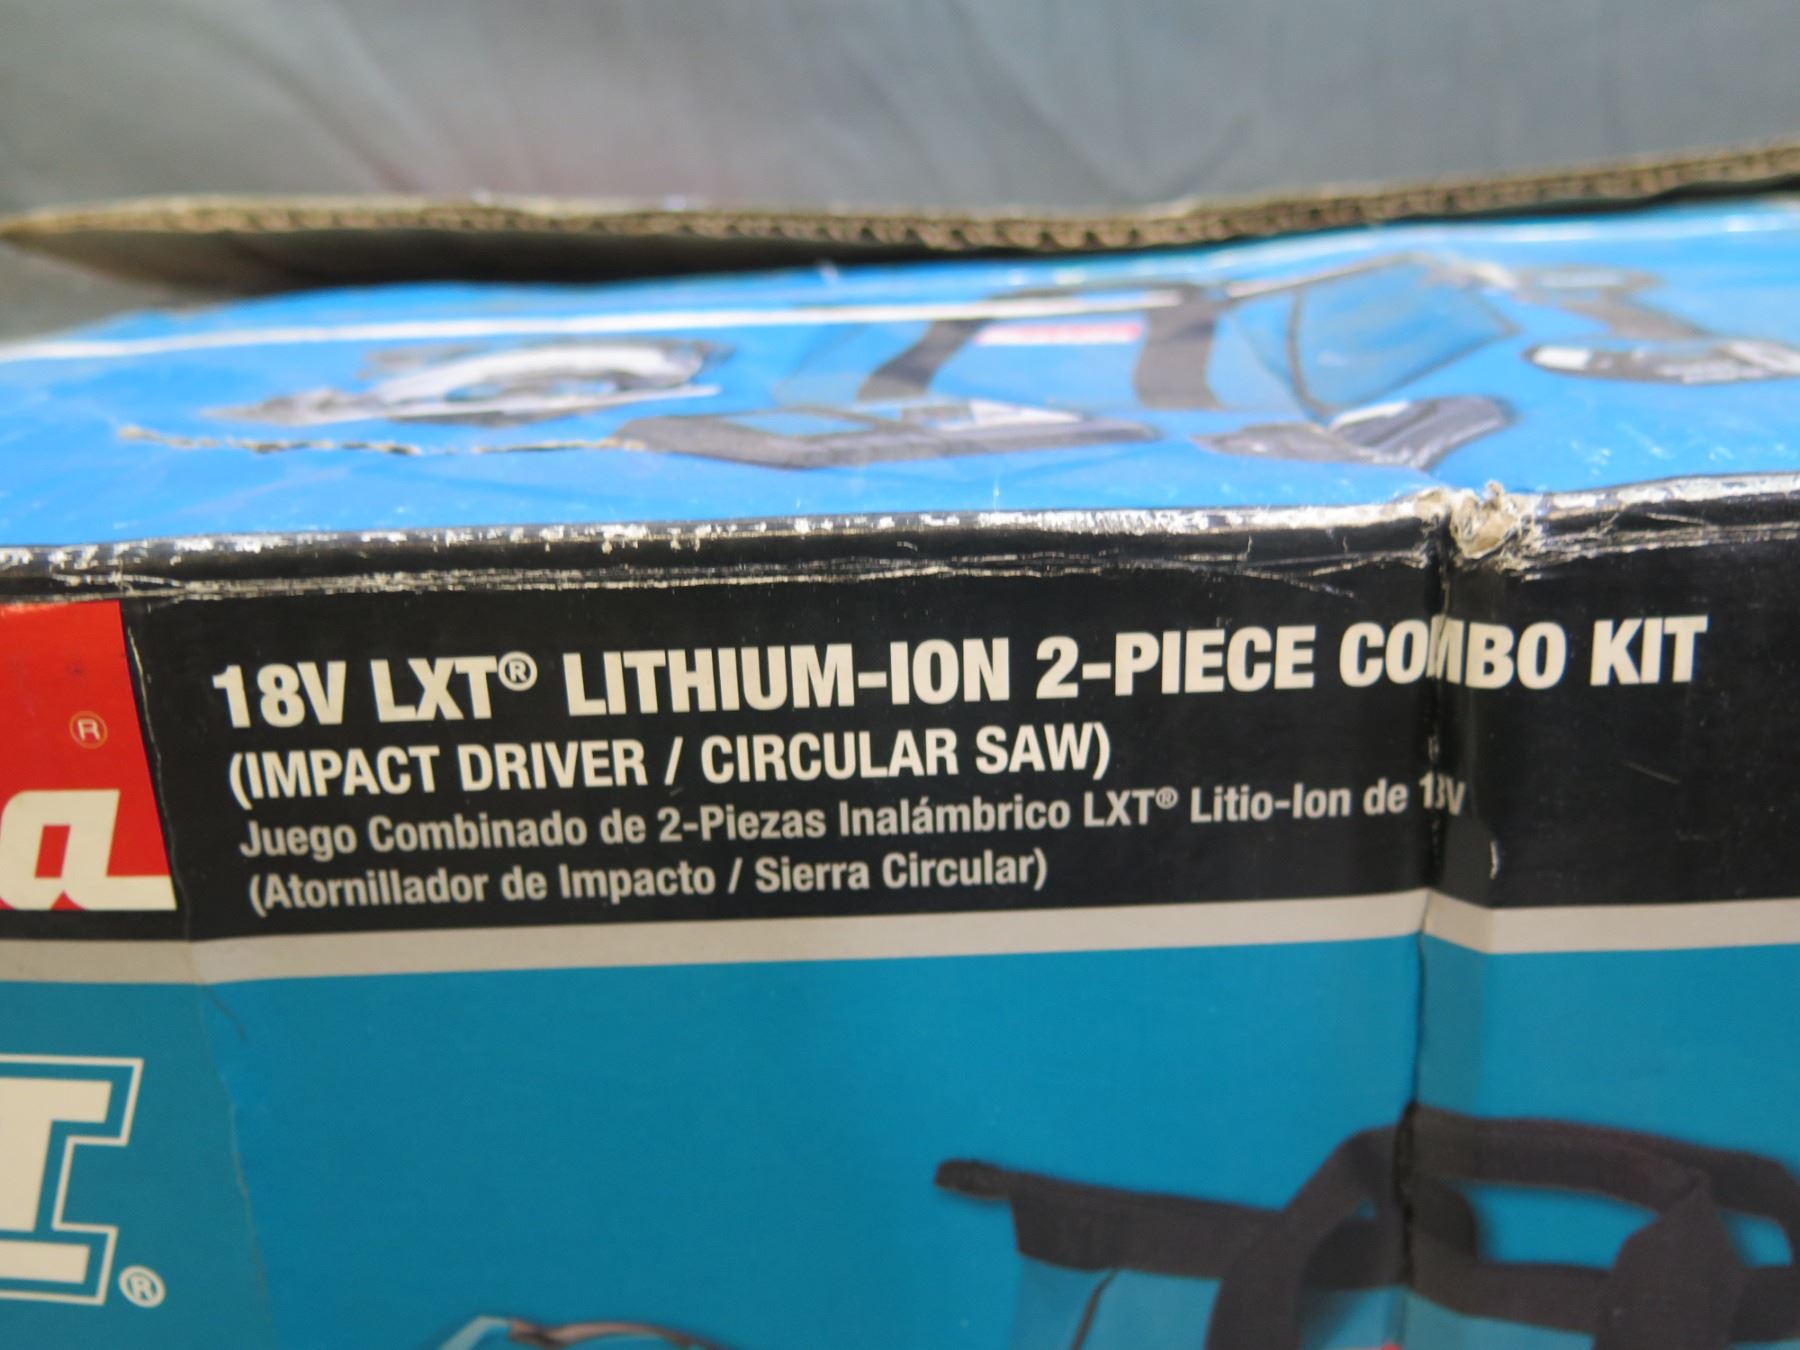 18V LXT® LITHIUM-ION 2-PIECE COMBO KIT
(IMPACT DRIVER / CIRCULAR SAW)
Juego Combinado de 2-Piezas Inalámbrico LXT® Litio-Ion de 18V
(Atornillador de Impacto / Sierra Circular)
®
a
®